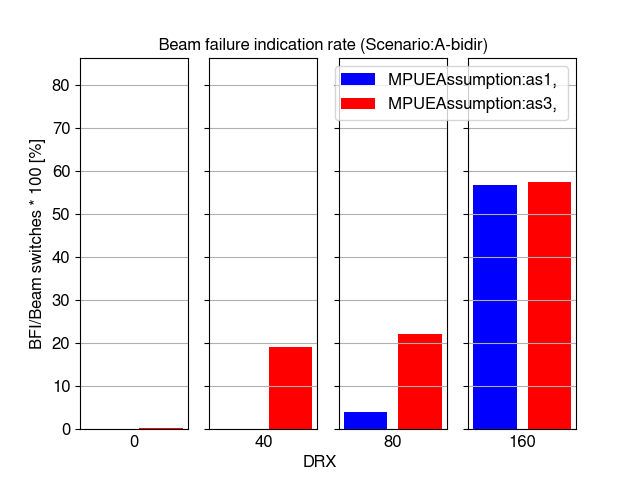 Beam failure indication rate (Scenario:A-bidir)
MPUEAssumption:as1,
MPUEAssumption:as3,
BFI/Beam switches * 100 [%]
80
70
60
50
40
30
20
10
0
0
40
80
160
DRX